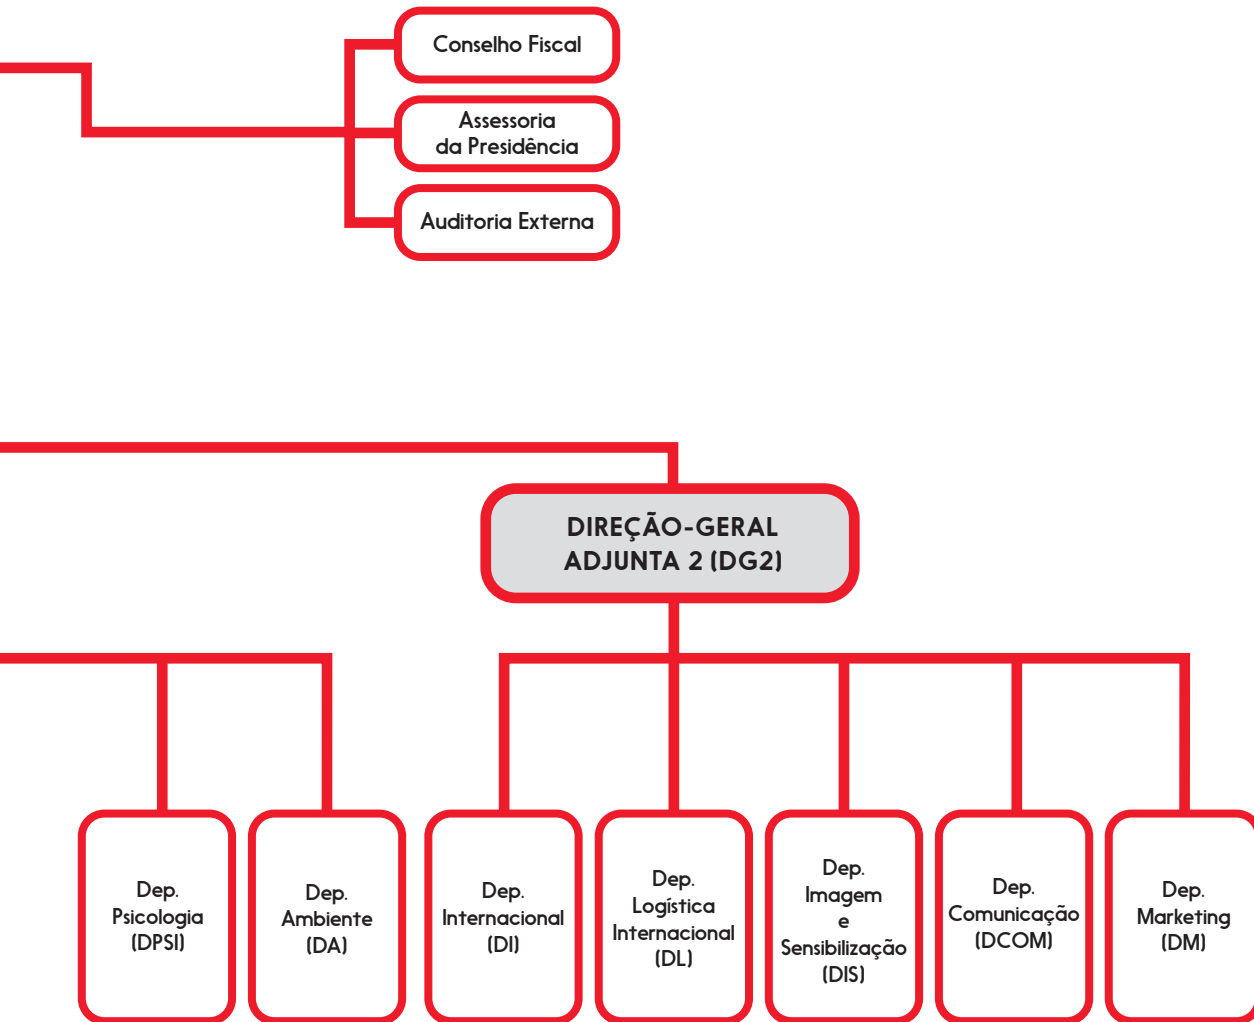 Conselho Fiscal
Assessoria
da Presidência
Auditoria Externa
DIREÇÃO-GERAL
ADJUNTA 2 (DG2)
Dep.
Psicologia
(DPSI)
Dep.
Ambiente
(DA)
Dep.
Internacional
(DI)
Dep.
Logística
Internacional
(DL)
Dep.
Imagem
e
Sensibilização
(DIS)
Dep.
Comunicação
(DCOM)
Dep.
Marketing
(DM)